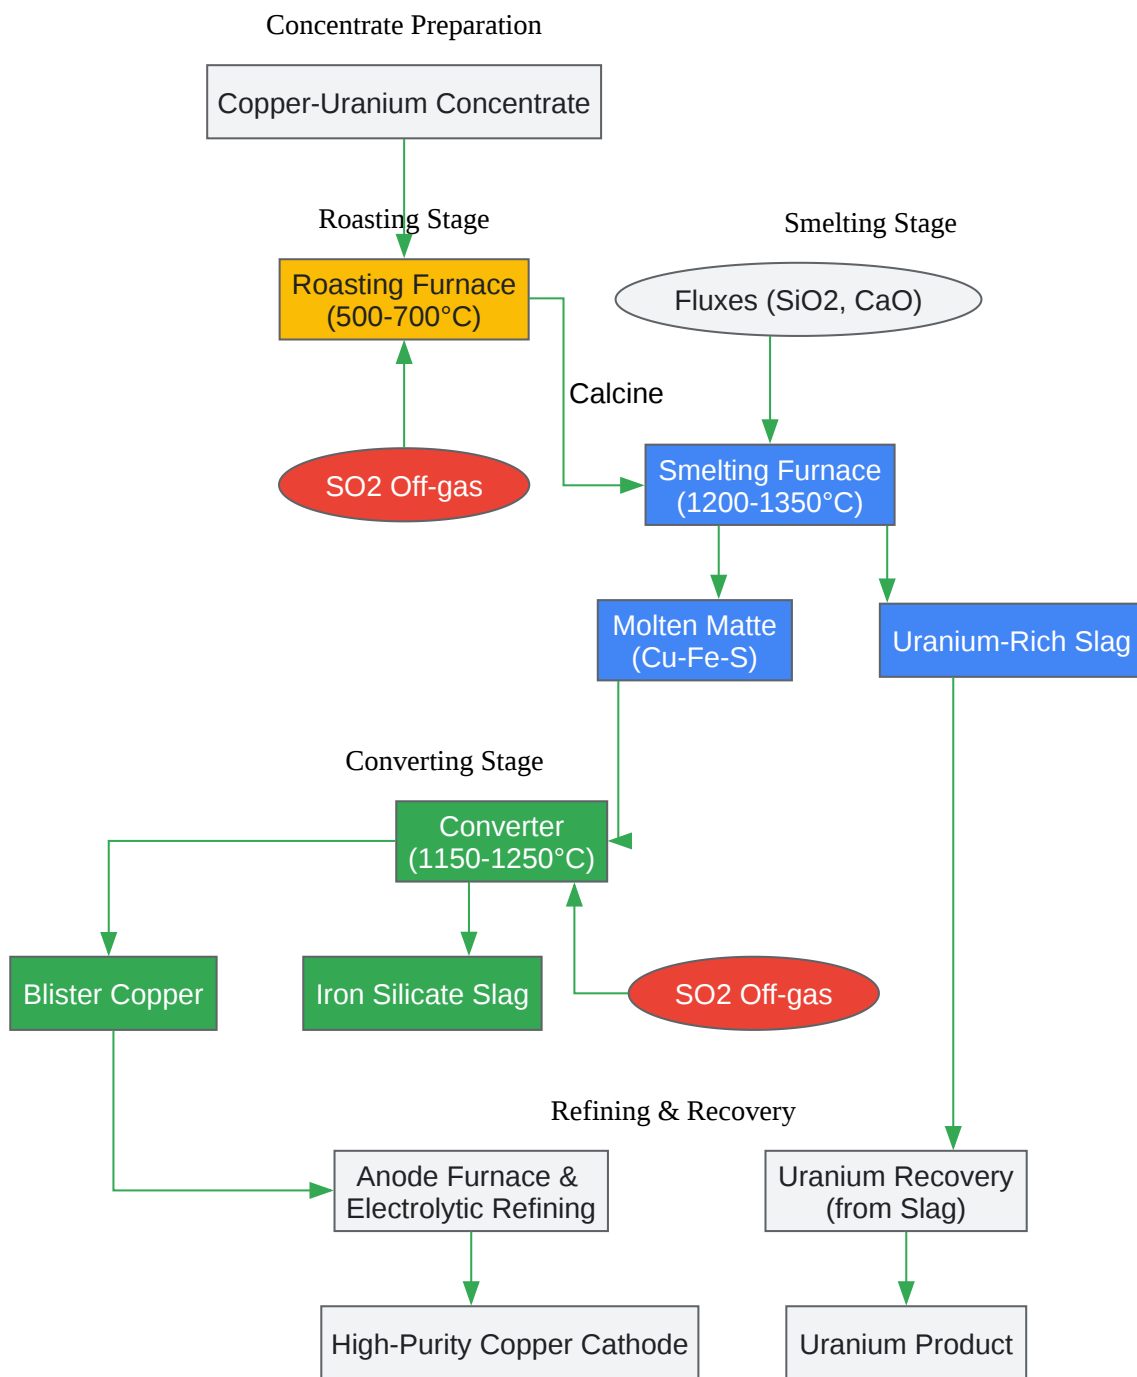 Concentrate Preparation
Copper-Uranium Concentrate
Roasting Stage
Smelting Stage
Roasting Furnace
(500-700°C)
Fluxes (SiO2, CaO)
Calcine
SO2 Off-gas
Smelting Furnace
(1200-1350°C)
Molten Matte
(Cu-Fe-S)
Uranium-Rich Slag
Converting Stage
Converter
(1150-1250°C)
Blister Copper
Iron Silicate Slag
SO2 Off-gas
Refining & Recovery
Anode Furnace &
Electrolytic Refining
Uranium Recovery
(from Slag)
High-Purity Copper Cathode
Uranium Product